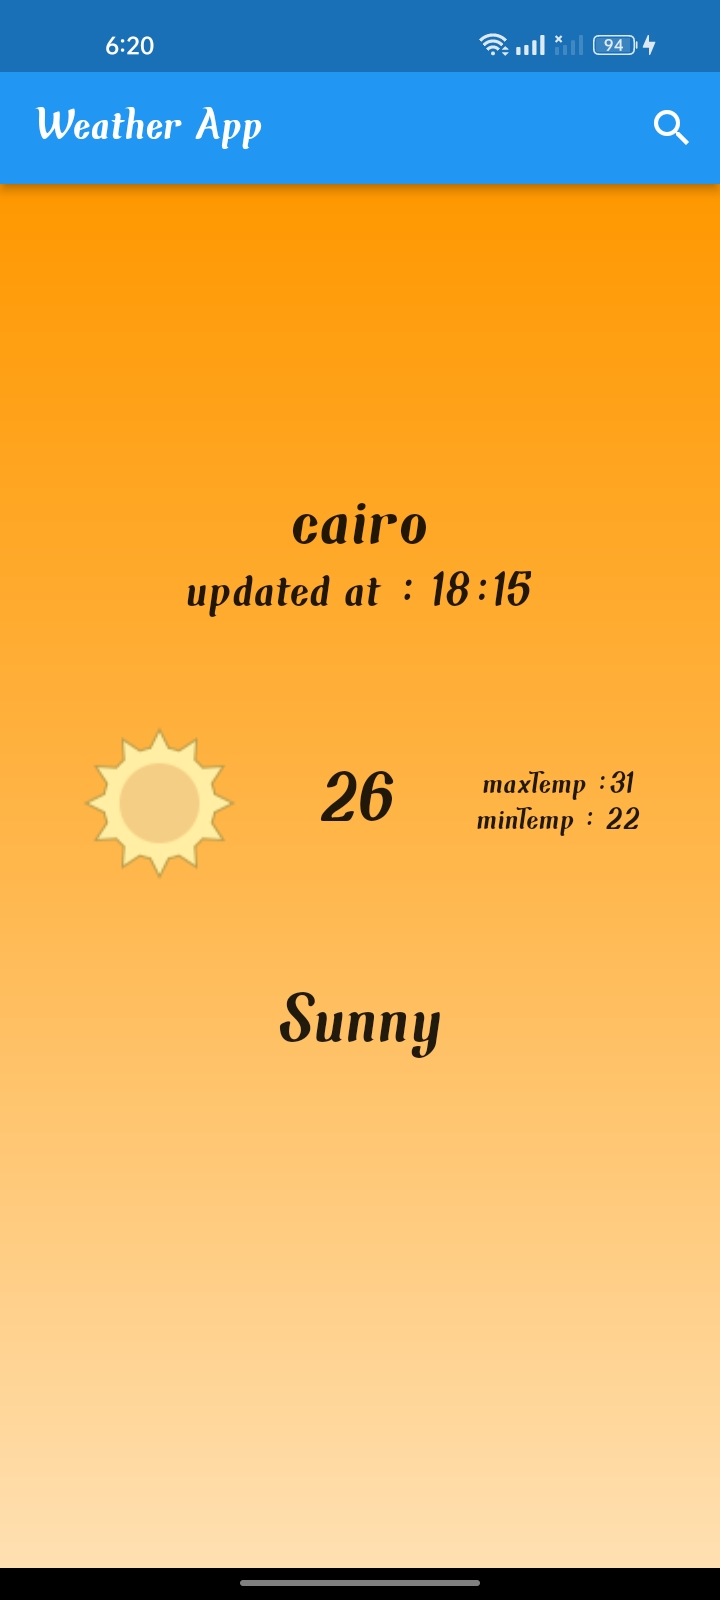 6:20
94
Weather App
cairo
updated at : 18:15
26
maxTemp :31
minTemp : 22
Sunny